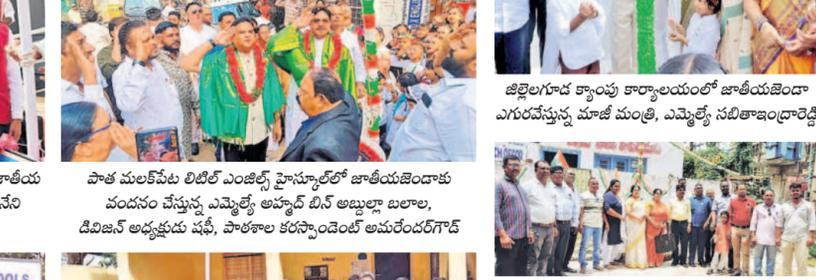 జాతీయ
నేని
పాత మలక్‌పేట లిటిల్ ఎంజిల్స్ హైస్కూల్‌లో జాతీయజెండాకు
వందనం చేస్తున్న ఎమ్మెల్యే అహ్మద్ బిన్ అబ్దుల్లా బలాల,
డివిజన్ అధ్యక్షుడు షఫీ, పాఠశాల కరస్పాండెంట్ అమరేందర్‌గౌడ్
జిల్లెలగూడ క్యాంపు కార్యాలయంలో జాతీయజెండా
ఎగురవేస్తున్న మాజీ మంత్రి, ఎమ్మెల్యే సబితాఇంద్రారెడ్డి
OOLS